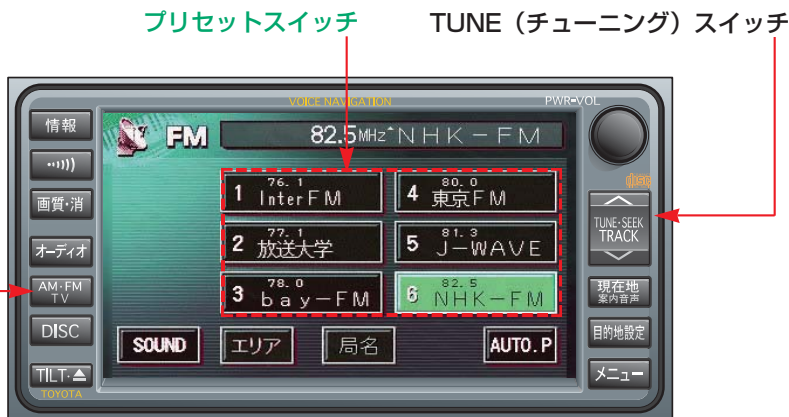 プリセットスイッチ
TUNE（チューニング）スイッチ
VOICE NAVIGATION
PWR•VOL
情報
•ı))))
画質•消
オーディオ
AM•FM
TV
DISC
TILT•▲
TOYOTA
FM
82.5MHz NHK－FM
1 76.1 InterFM
2 77.1 放送大学
3 78.0 bay－FM
4 80.0 東京FM
5 81.3 J－WAVE
6 82.5 NHK－FM
SOUND
エリア
局名
AUTO.P
disc
TUNE•SEEK
TRACK
現在地
案内音声
目的地設定
メニュー